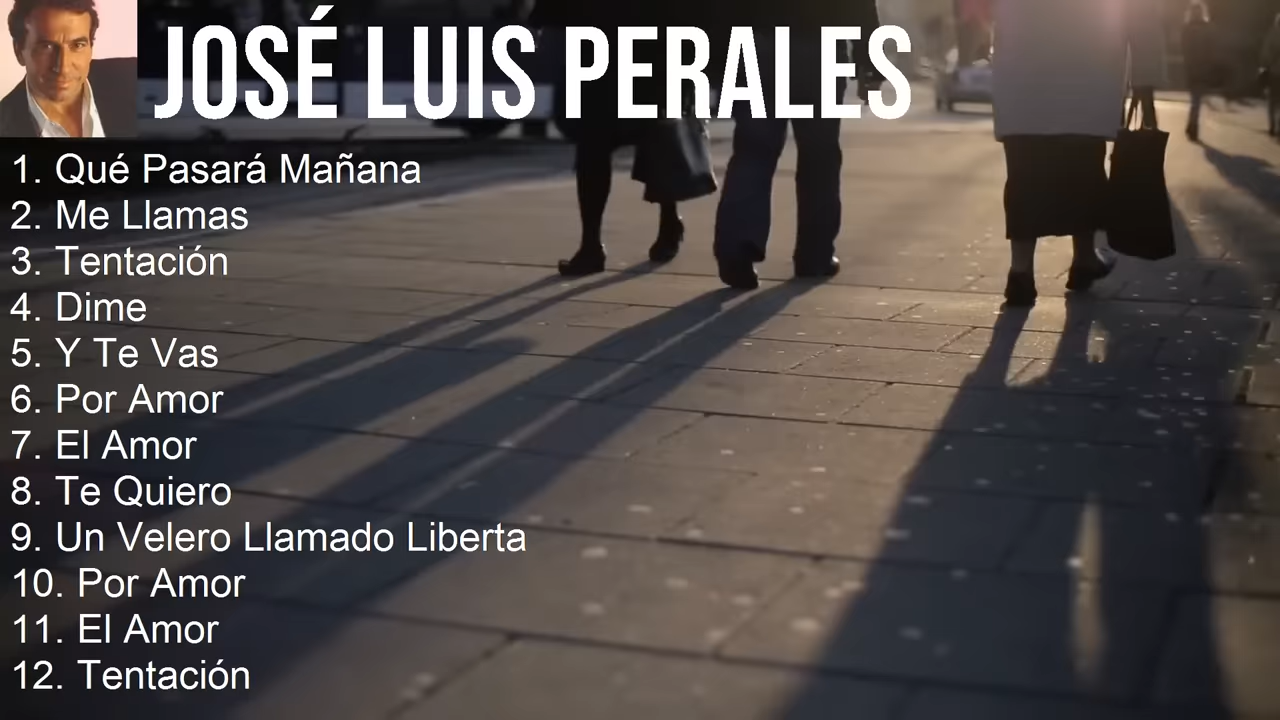 JOSÉ LUIS PERALES
1. Qué Pasará Mañana
2. Me Llamas
3. Tentación
4. Dime
5. Y Te Vas
6. Por Amor
7. El Amor
8. Te Quiero
9. Un Velero Llamado Liberta
10. Por Amor
11. El Amor
12. Tentación